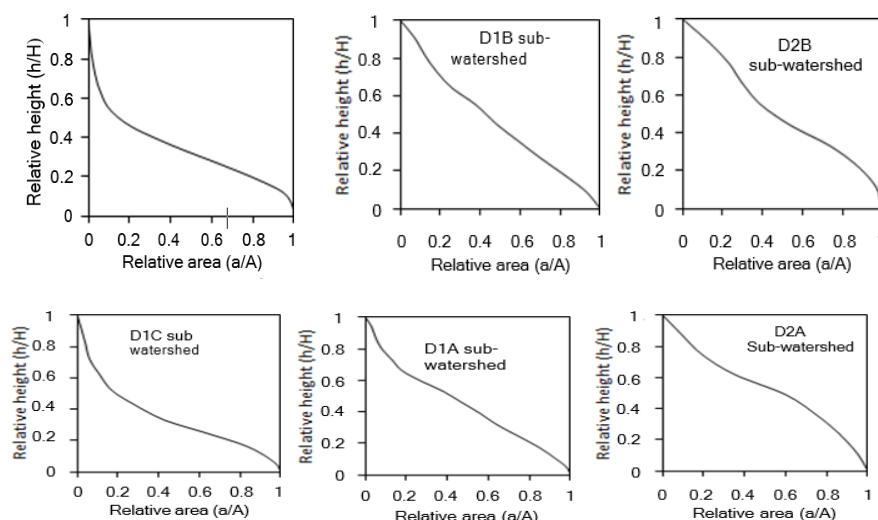 1
0.8
0.6
0.4
0.2
0
Relative height (h/H)
0 0.2 0.4 0.6 0.8 1
Relative area (a/A)
1
0.8
0.6
0.4
0.2
0
Relative height (h/H)
D1B sub-
watershed
0 0.2 0.4 0.6 0.8 1
Relative area (a/A)
1
0.8
0.6
0.4
0.2
0
Relative height (h/H)
D2B
sub-watershed
0 0.2 0.4 0.6 0.8
Relative area (a/A)
1
0.8
0.6
0.4
0.2
0
Relative height (h/H)
D1C sub
watershed
0 0.2 0.4 0.6 0.8 1
Relative area (a/A)
1
0.8
0.6
0.4
0.2
0
Relative height (h/H)
D1A sub-
watershed
0 0.2 0.4 0.6 0.8 1
Relative area (a/A)
1
0.8
0.6
0.4
0.2
0
Relative height (h/H)
D2A
Sub-watershed
0 0.2 0.4 0.6 0.8 1
Relative area (a/A)